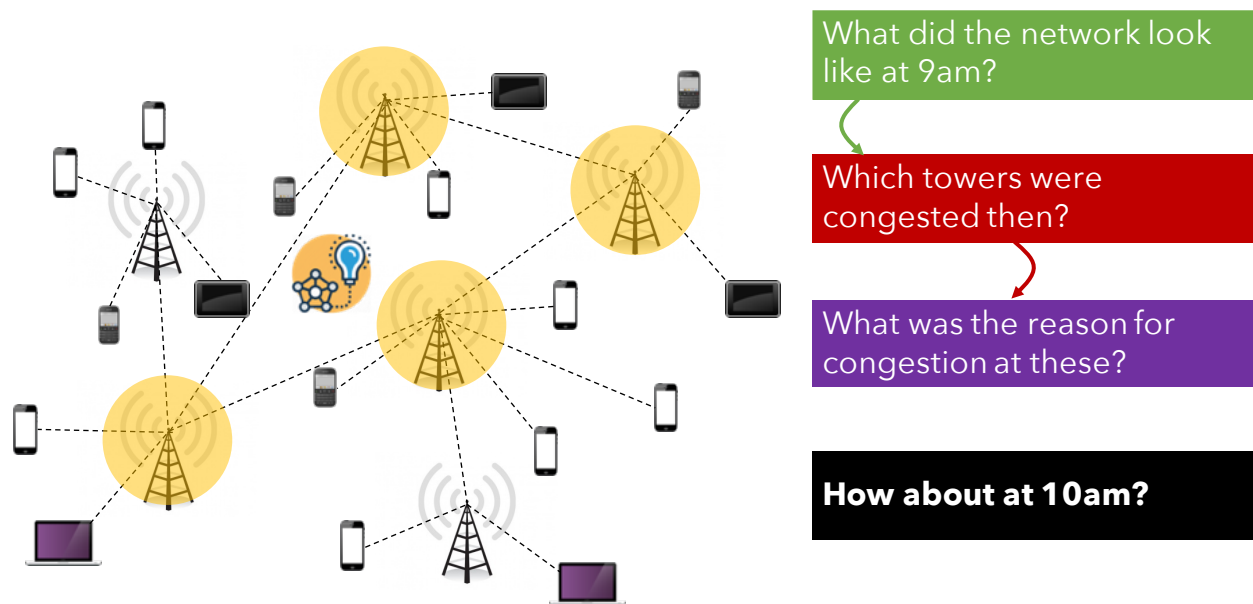 What did the network look
like at 9am?
Which towers were
congested then?
What was the reason for
congestion at these?
How about at 10am?